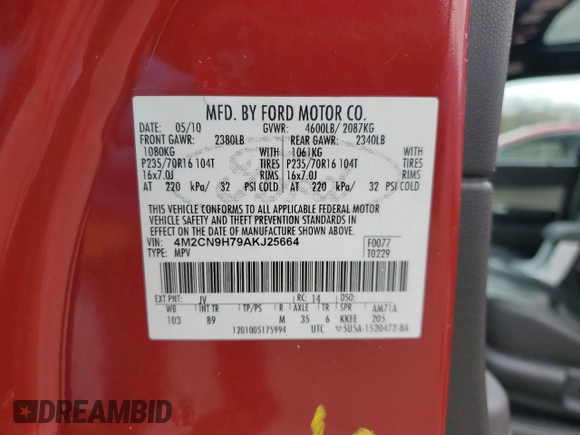 MFD. BY FORD MOTOR CO.
DATE: 05/10 GVWR: 4600LB/ 2087KG
FRONT GAWR: 2380LB REAR GAWR: 2340LB
1080KG WITH 1061KG WITH
P235/70R16 104T TIRES P235/70R16 104T TIRES
16x7.0J RIMS 16x7.0J RIMS
AT 220 kPa/ 32 PSI COLD AT 220 kPa/ 32 PSI COLD
THIS VEHICLE CONFORMS TO ALL APPLICABLE FEDERAL MOTOR
VEHICLE SAFETY AND THEFT PREVENTION STANDARDS IN
EFFECT ON THE DATE OF MANUFACTURE SHOWN ABOVE.
VIN: 4M2CN9H79AKJ25664 F0077
TYPE: MPV T0229
EXT PNT: JV RC: 14 DSO:
WB INT TR TP/PS R AXLE TR SPR AM71A
103 89 M 35 6 KKEE 205
1201005175994 UTC ▽5U5A-1520472-BA
DREAMBID